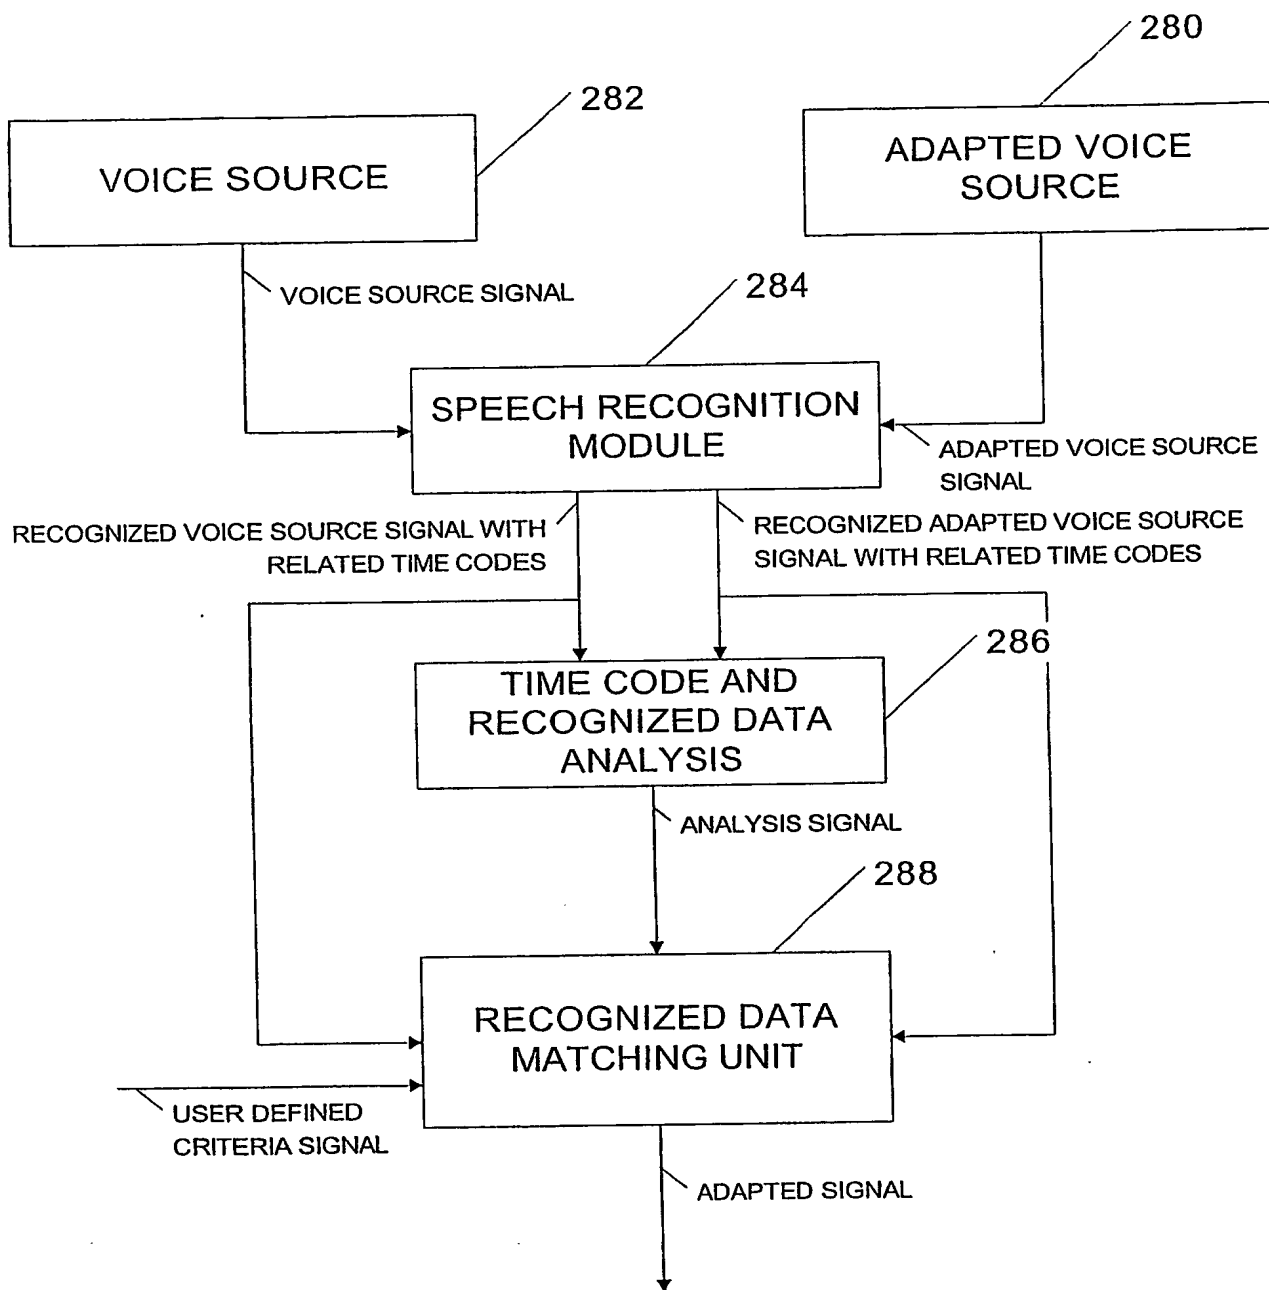 280
282
VOICE SOURCE
ADAPTED VOICE
SOURCE
VOICE SOURCE SIGNAL
284
SPEECH RECOGNITION
MODULE
ADAPTED VOICE SOURCE
SIGNAL
RECOGNIZED VOICE SOURCE SIGNAL WITH
RELATED TIME CODES
RECOGNIZED ADAPTED VOICE SOURCE
SIGNAL WITH RELATED TIME CODES
286
TIME CODE AND
RECOGNIZED DATA
ANALYSIS
ANALYSIS SIGNAL
288
RECOGNIZED DATA
MATCHING UNIT
USER DEFINED
CRITERIA SIGNAL
ADAPTED SIGNAL